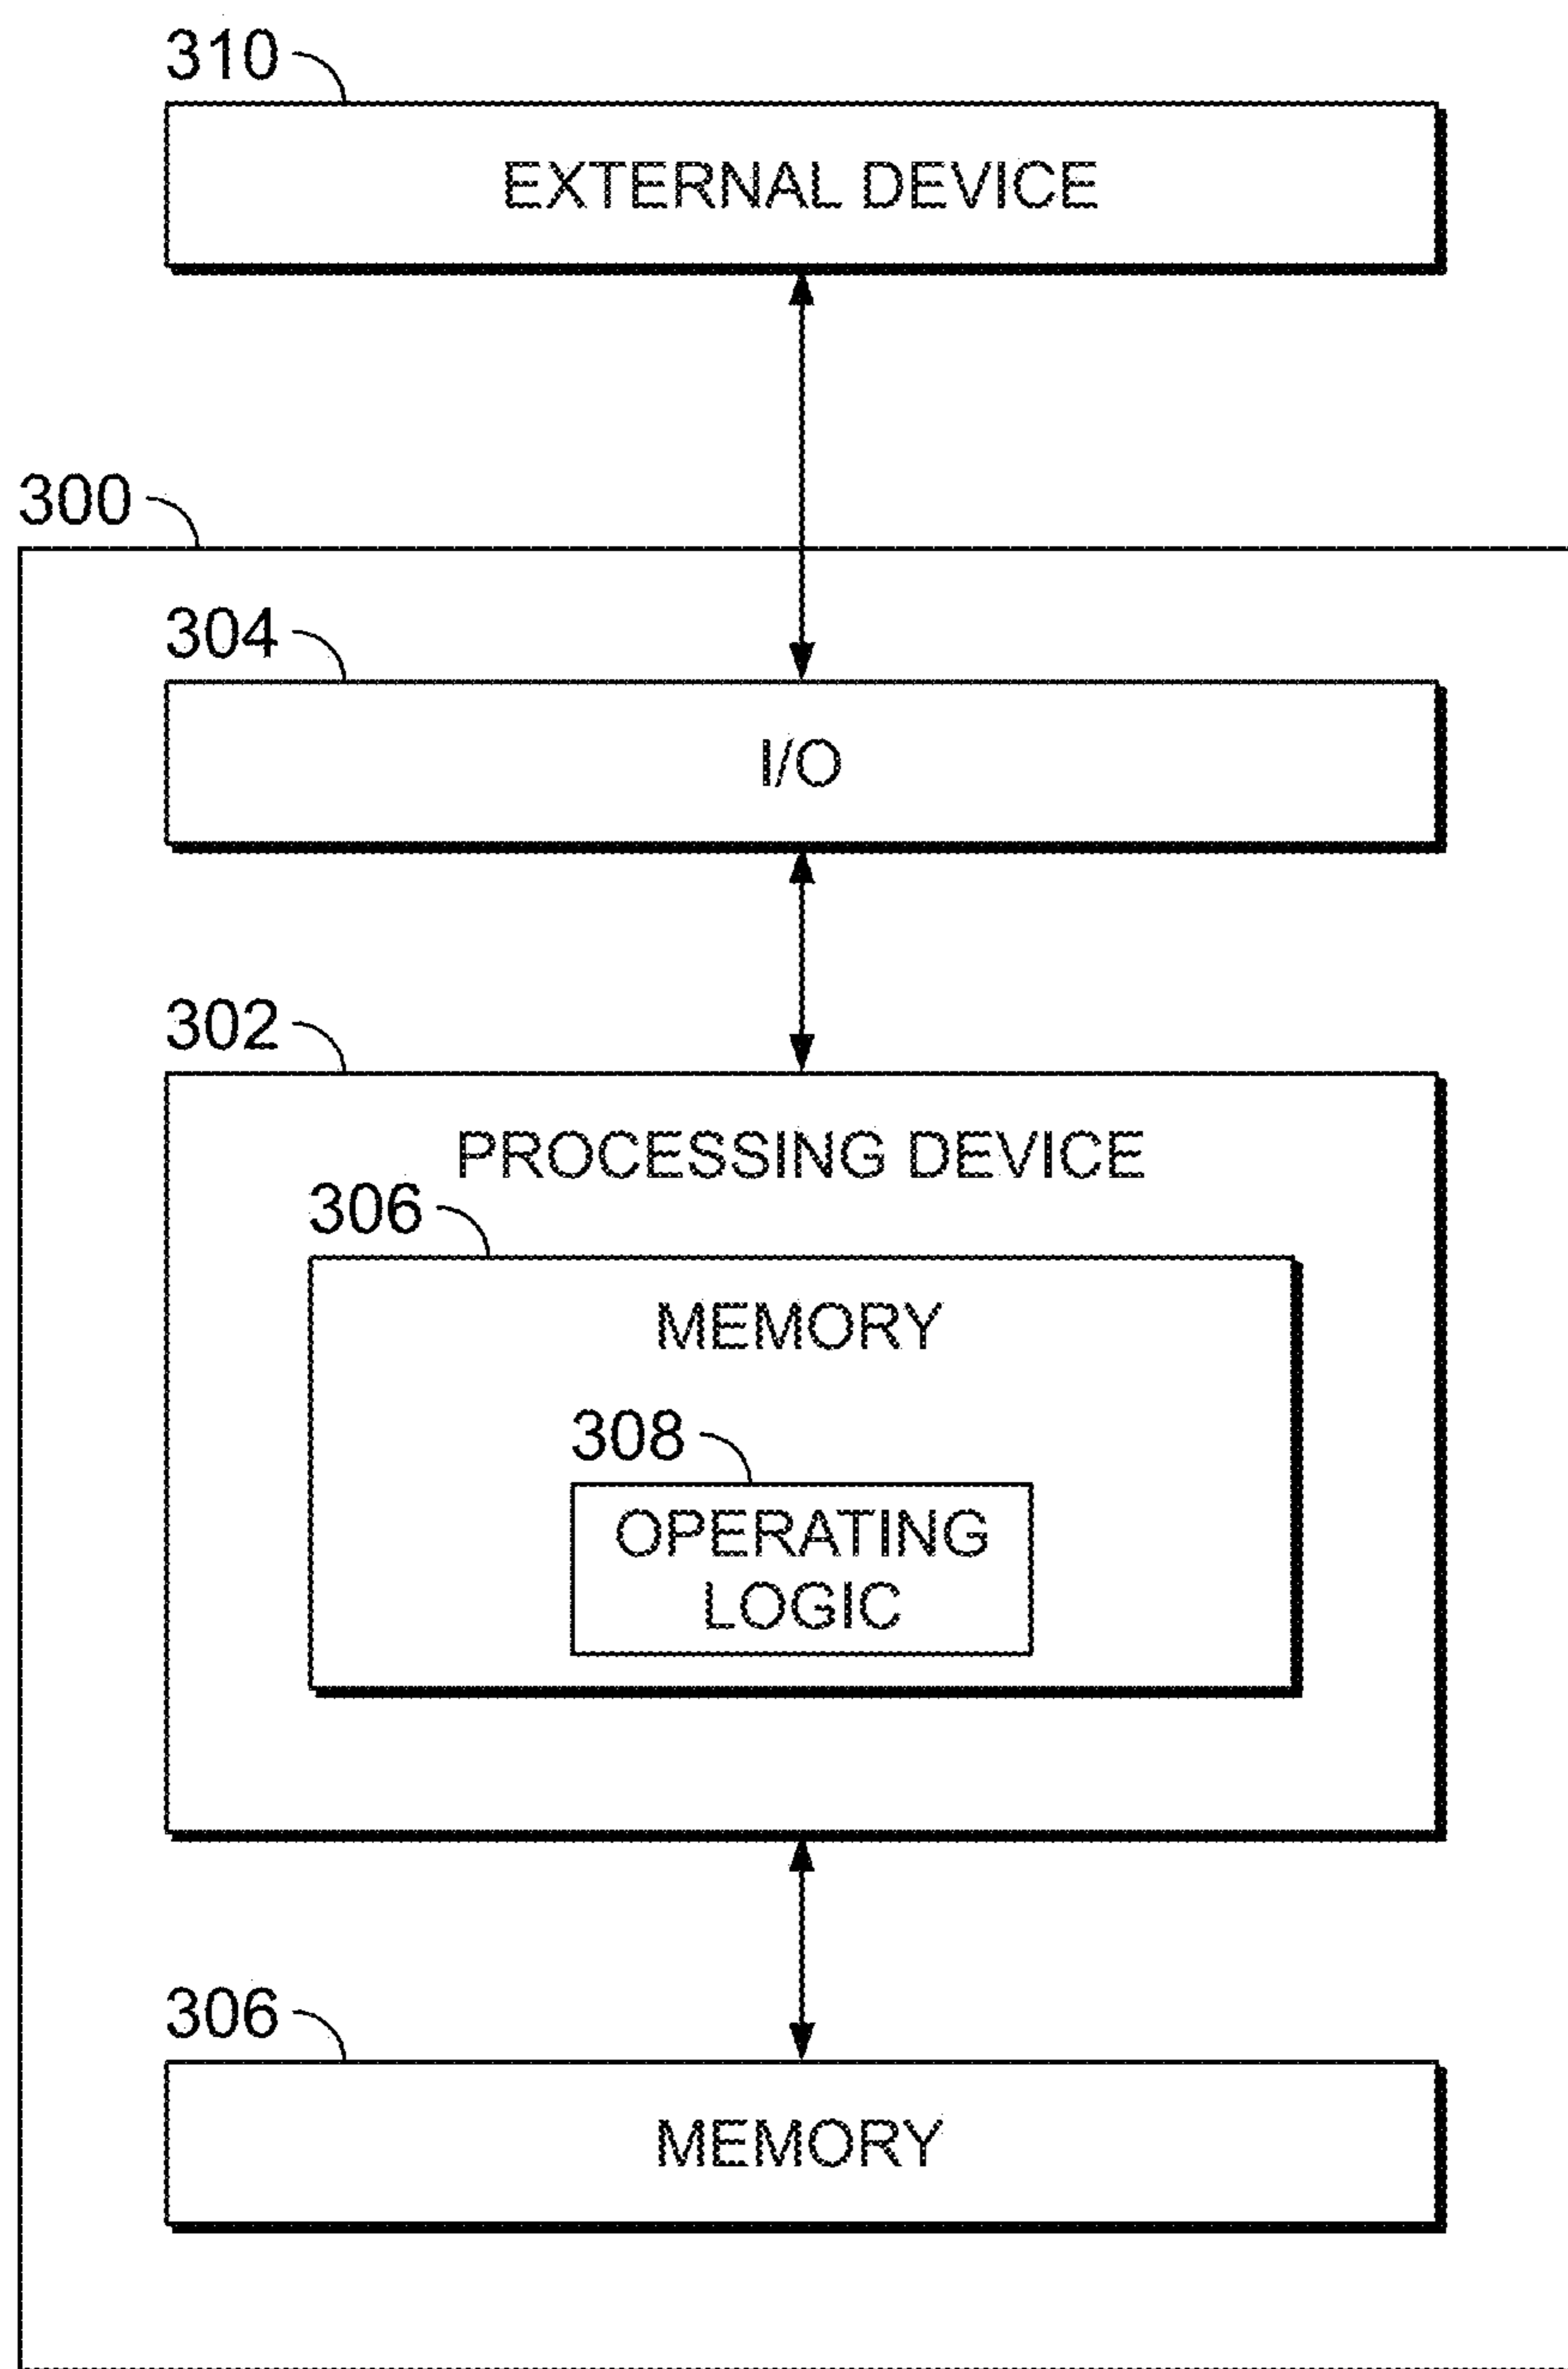 310
EXTERNAL DEVICE
300
304
I/O
302
PROCESSING DEVICE
306
MEMORY
308
OPERATING
LOGIC
306
MEMORY